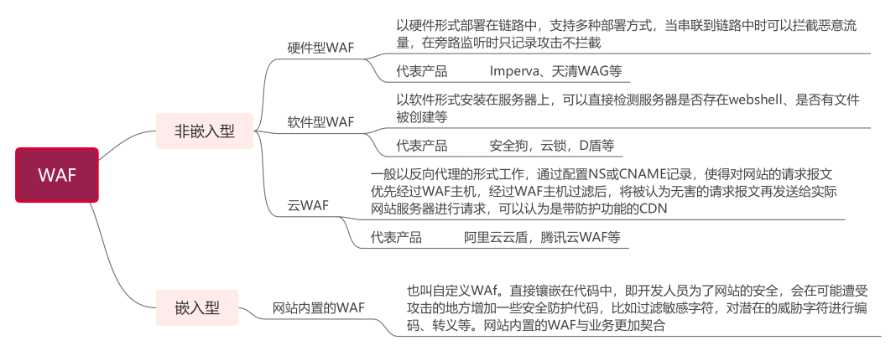 WAF
非嵌入型
硬件型WAF
以硬件形式部署在链路中，支持多种部署方式，当串联到链路中时可以拦截恶意流
量，在旁路监听时只记录攻击不拦截
代表产品 Imperva、天清WAG等
软件型WAF
以软件形式安装在服务器上，可以直接检测服务器是否存在webshell、是否有文件
被创建等
代表产品 安全狗，云锁，D盾等
云WAF
一般以反向代理的形式工作，通过配置NS或CNAME记录，使得对网站的请求报文
优先经过WAF主机，经过WAF主机过滤后，将被认为无害的请求报文再发送给实际
网站服务器进行请求，可以认为是带防护功能的CDN
代表产品 阿里云云盾，腾讯云WAF等
嵌入型
网站内置的WAF
也叫自定义WAf。直接镶嵌在代码中，即开发人员为了网站的安全，会在可能遭受
攻击的地方增加一些安全防护代码，比如过滤敏感字符，对潜在的威胁字符进行编
码、转义等。网站内置的WAF与业务更加契合